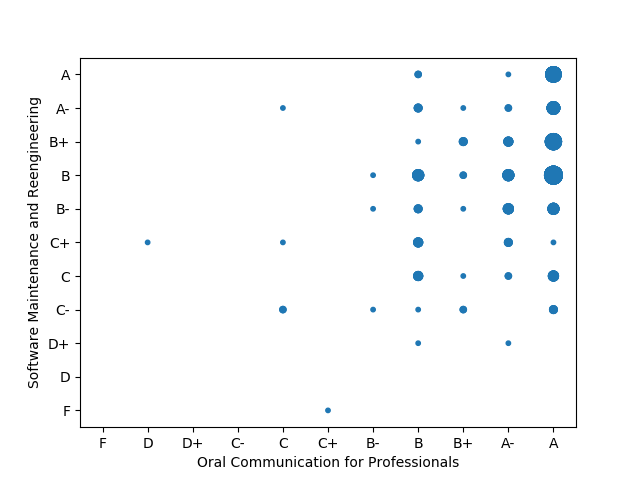 Software Maintenance and Reengineering
A
A-
B+
B
B-
C+
C
C-
D+
D
F
F
D
D+
C-
C
C+
B-
B
B+
A-
A
Oral Communication for Professionals